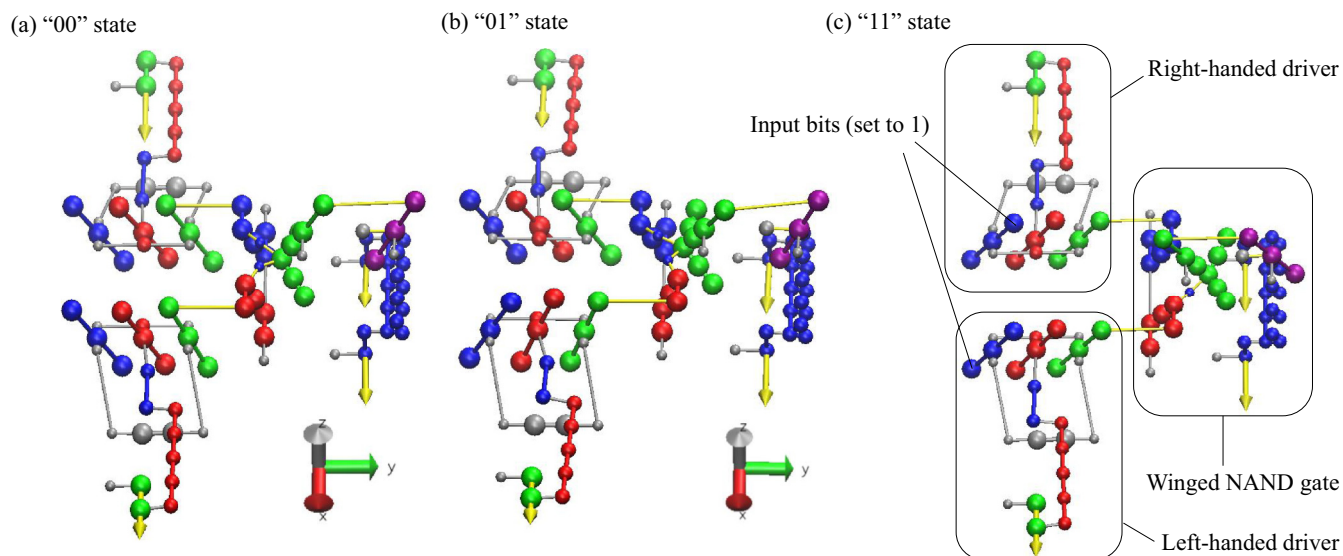 (a) “00” state
(b) “01” state
(c) “11” state
Right-handed driver
Input bits (set to 1)
z
y
x
z
y
x
Winged NAND gate
Left-handed driver